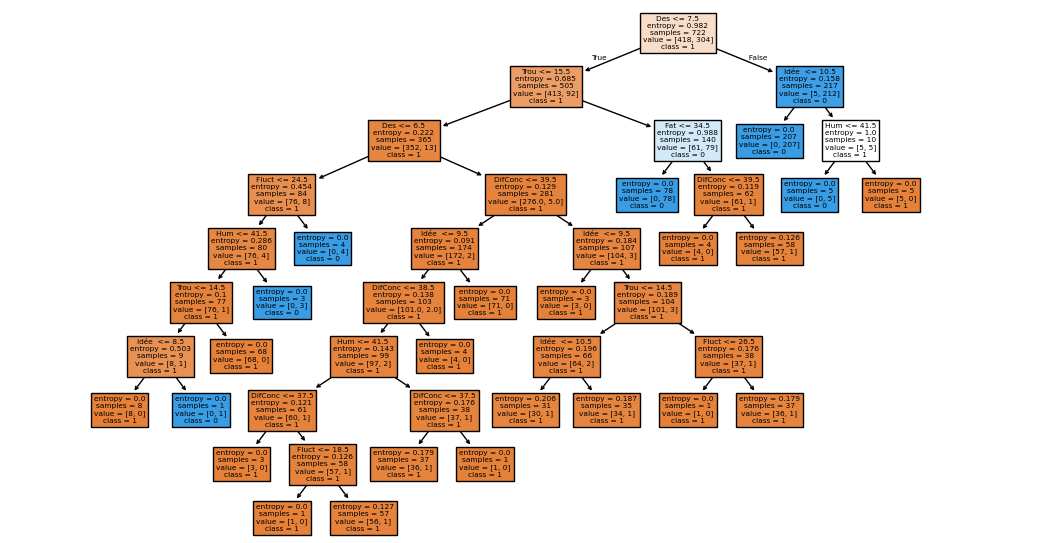 Des <= 7.5
entropy = 0.982
samples = 722
value = [418, 304]
class = 1
True
False
Trou <= 15.5
entropy = 0.685
samples = 505
value = [413, 92]
class = 1
Idée <= 10.5
entropy = 0.158
samples = 217
value = [5, 212]
class = 0
Des <= 6.5
entropy = 0.222
samples = 365
value = [352, 13]
class = 1
Fat <= 34.5
entropy = 0.988
samples = 140
value = [61, 79]
class = 0
entropy = 0.0
samples = 207
value = [0, 207]
class = 0
Hum <= 41.5
entropy = 1.0
samples = 10
value = [5, 5]
class = 1
Fluct <= 24.5
entropy = 0.454
samples = 84
value = [76, 8]
class = 1
DifConc <= 39.5
entropy = 0.129
samples = 281
value = [276.0, 5.0]
class = 1
entropy = 0.0
samples = 78
value = [0, 78]
class = 0
DifConc <= 39.5
entropy = 0.119
samples = 62
value = [61, 1]
class = 1
entropy = 0.0
samples = 5
value = [0, 5]
class = 0
entropy = 0.0
samples = 5
value = [5, 0]
class = 1
Hum <= 41.5
entropy = 0.286
samples = 80
value = [76, 4]
class = 1
entropy = 0.0
samples = 4
value = [0, 4]
class = 0
Idée <= 9.5
entropy = 0.091
samples = 174
value = [172, 2]
class = 1
Idée <= 9.5
entropy = 0.184
samples = 107
value = [104, 3]
class = 1
entropy = 0.0
samples = 4
value = [4, 0]
class = 1
entropy = 0.126
samples = 58
value = [57, 1]
class = 1
Trou <= 14.5
entropy = 0.1
samples = 77
value = [76, 1]
class = 1
entropy = 0.0
samples = 3
value = [0, 3]
class = 0
DifConc <= 38.5
entropy = 0.138
samples = 103
value = [101.0, 2.0]
class = 1
entropy = 0.0
samples = 71
value = [71, 0]
class = 1
entropy = 0.0
samples = 3
value = [3, 0]
class = 1
Trou <= 14.5
entropy = 0.189
samples = 104
value = [101, 3]
class = 1
Idée <= 8.5
entropy = 0.503
samples = 9
value = [8, 1]
class = 1
entropy = 0.0
samples = 68
value = [68, 0]
class = 1
Hum <= 41.5
entropy = 0.143
samples = 99
value = [97, 2]
class = 1
entropy = 0.0
samples = 4
value = [4, 0]
class = 1
Idée <= 10.5
entropy = 0.196
samples = 66
value = [64, 2]
class = 1
Fluct <= 26.5
entropy = 0.176
samples = 38
value = [37, 1]
class = 1
entropy = 0.0
samples = 8
value = [8, 0]
class = 1
entropy = 0.0
samples = 1
value = [0, 1]
class = 0
DifConc <= 37.5
entropy = 0.121
samples = 61
value = [60, 1]
class = 1
DifConc <= 37.5
entropy = 0.176
samples = 38
value = [37, 1]
class = 1
entropy = 0.206
samples = 31
value = [30, 1]
class = 1
entropy = 0.187
samples = 35
value = [34, 1]
class = 1
entropy = 0.0
samples = 1
value = [1, 0]
class = 1
entropy = 0.179
samples = 37
value = [36, 1]
class = 1
entropy = 0.0
samples = 3
value = [3, 0]
class = 1
Fluct <= 18.5
entropy = 0.126
samples = 58
value = [57, 1]
class = 1
entropy = 0.179
samples = 37
value = [36, 1]
class = 1
entropy = 0.0
samples = 1
value = [1, 0]
class = 1
entropy = 0.0
samples = 1
value = [1, 0]
class = 1
entropy = 0.127
samples = 57
value = [56, 1]
class = 1